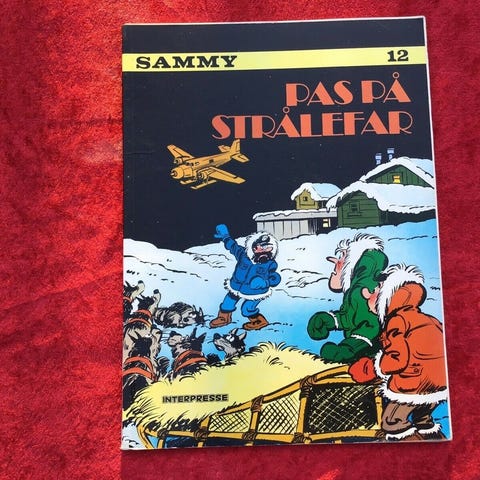 SAMMY 12
PAS PÅ
STRÅLEFAR
INTERPRESSE